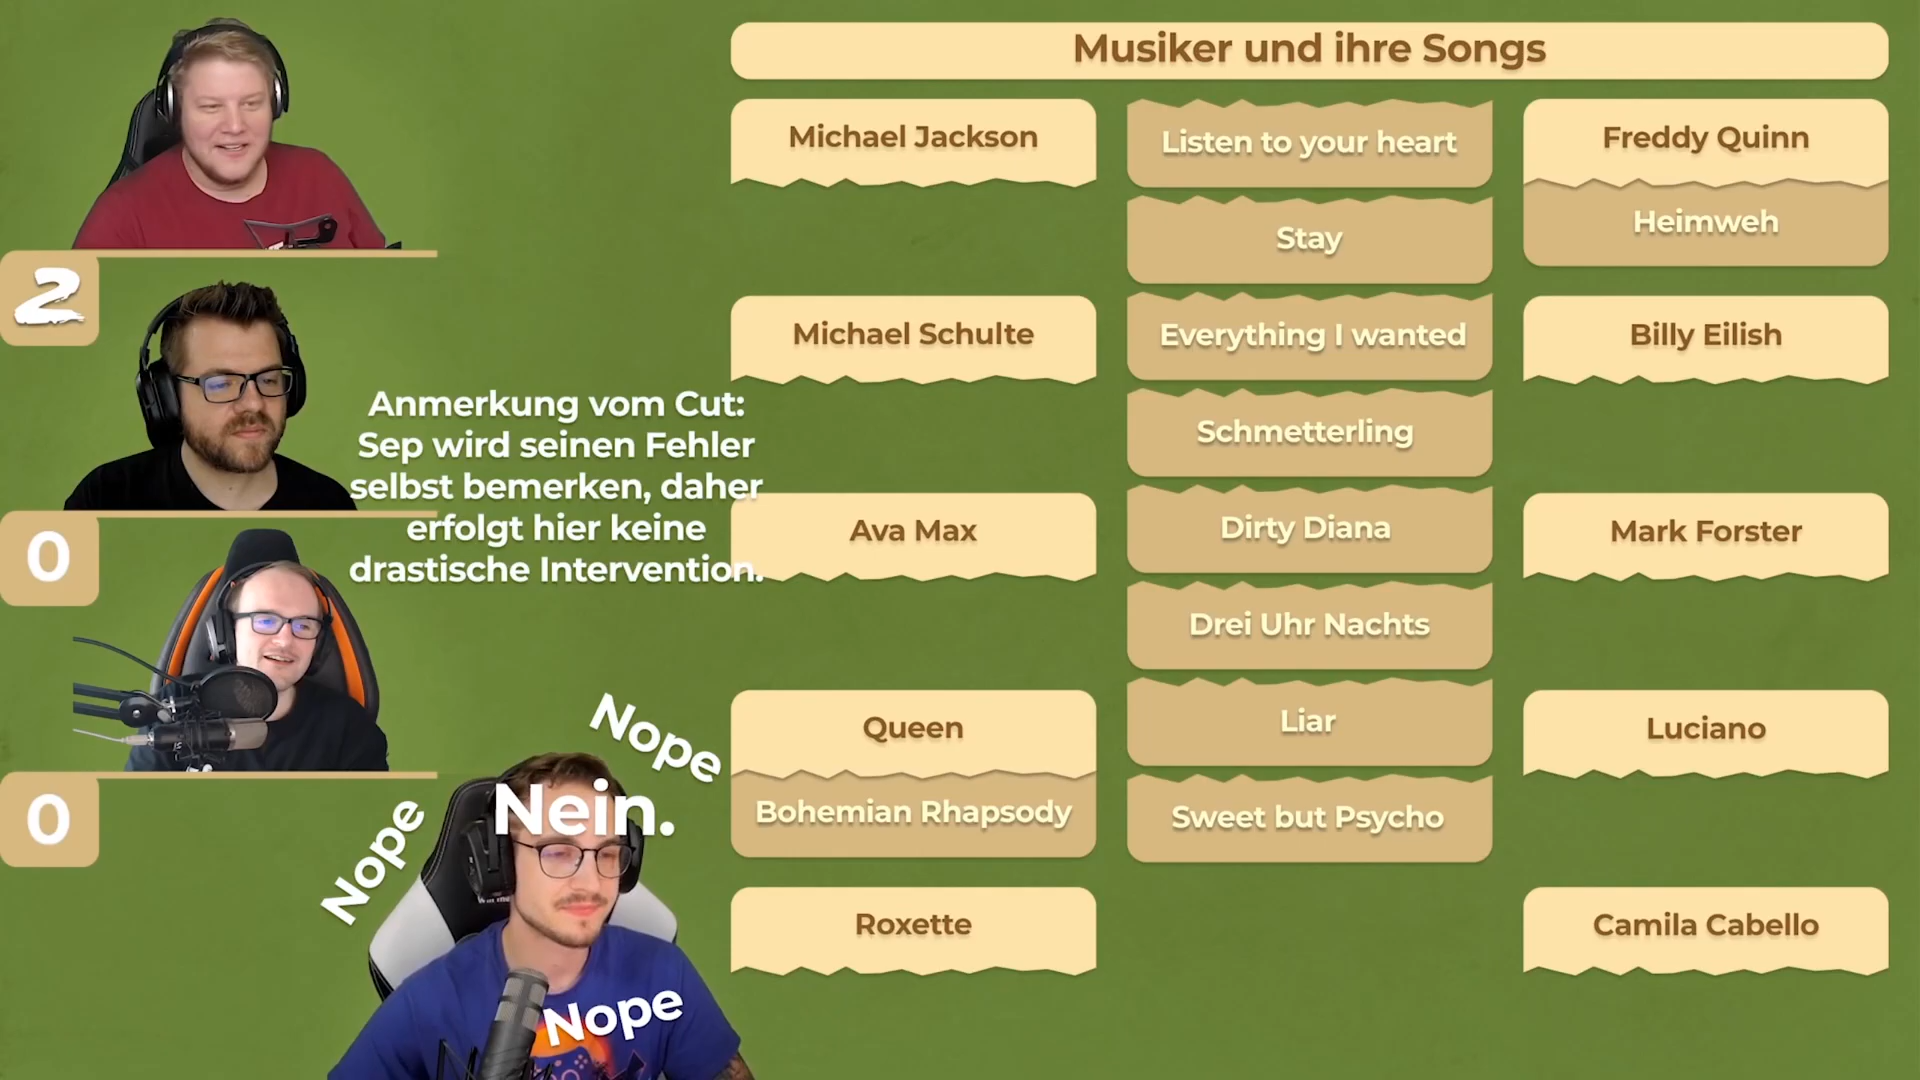 Musiker und ihre Songs
Michael Jackson
Listen to your heart
Freddy Quinn
Heimweh
Stay
2
Michael Schulte
Everything I wanted
Billy Eilish
Anmerkung vom Cut:
Sep wird seinen Fehler
selbst bemerken, daher
erfolgt hier keine
drastische Intervention.
Schmetterling
Ava Max
Dirty Diana
Mark Forster
0
Drei Uhr Nachts
Queen
Bohemian Rhapsody
Liar
Luciano
Sweet but Psycho
0
Nope
Nein.
Nope
Nope
Roxette
Camila Cabello